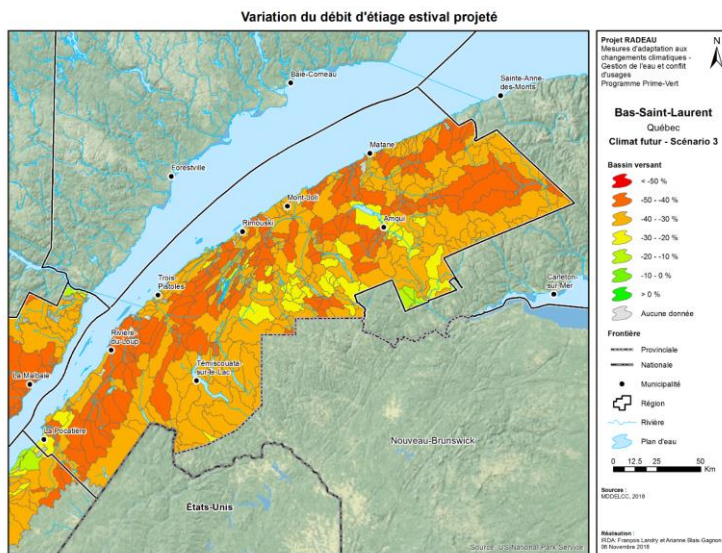 Variation du débit d'étiage estival projeté
Baie-Comeau
Sainte-Anne-
des-Monts
Forestville
Matane
Mont-Joli
Rimouski
Amqui
Trois
Pistoles
Carleton-
sur-Mer
Rivière
du-Loup
Témiscouata-
sur-le-Lac
La Malbaie
La Pocatière
Nouveau-Brunswick
États-Unis
Source: US National Park Service
Projet RADEAU
Mesures d'adaptation aux
changements climatiques -
Gestion de l'eau et conflit
d'usages
Programme Prime-Vert
N
Bas-Saint-Laurent
Québec
Climat futur - Scénario 3
Bassin versant
< -50 %
-50 - -40 %
-40 - -30 %
-30 - -20 %
-20 - -10 %
-10 - 0 %
> 0 %
Aucune donnée
Frontière
Provinciale
Nationale
Municipalité
Région
Rivière
Plan d'eau
0 12.5 25 50
Km
Sources :
MDDELCC, 2018
Réalisation :
IRDA: François Landry et Arianne Blais-Gagnon
06 Novembre 2018